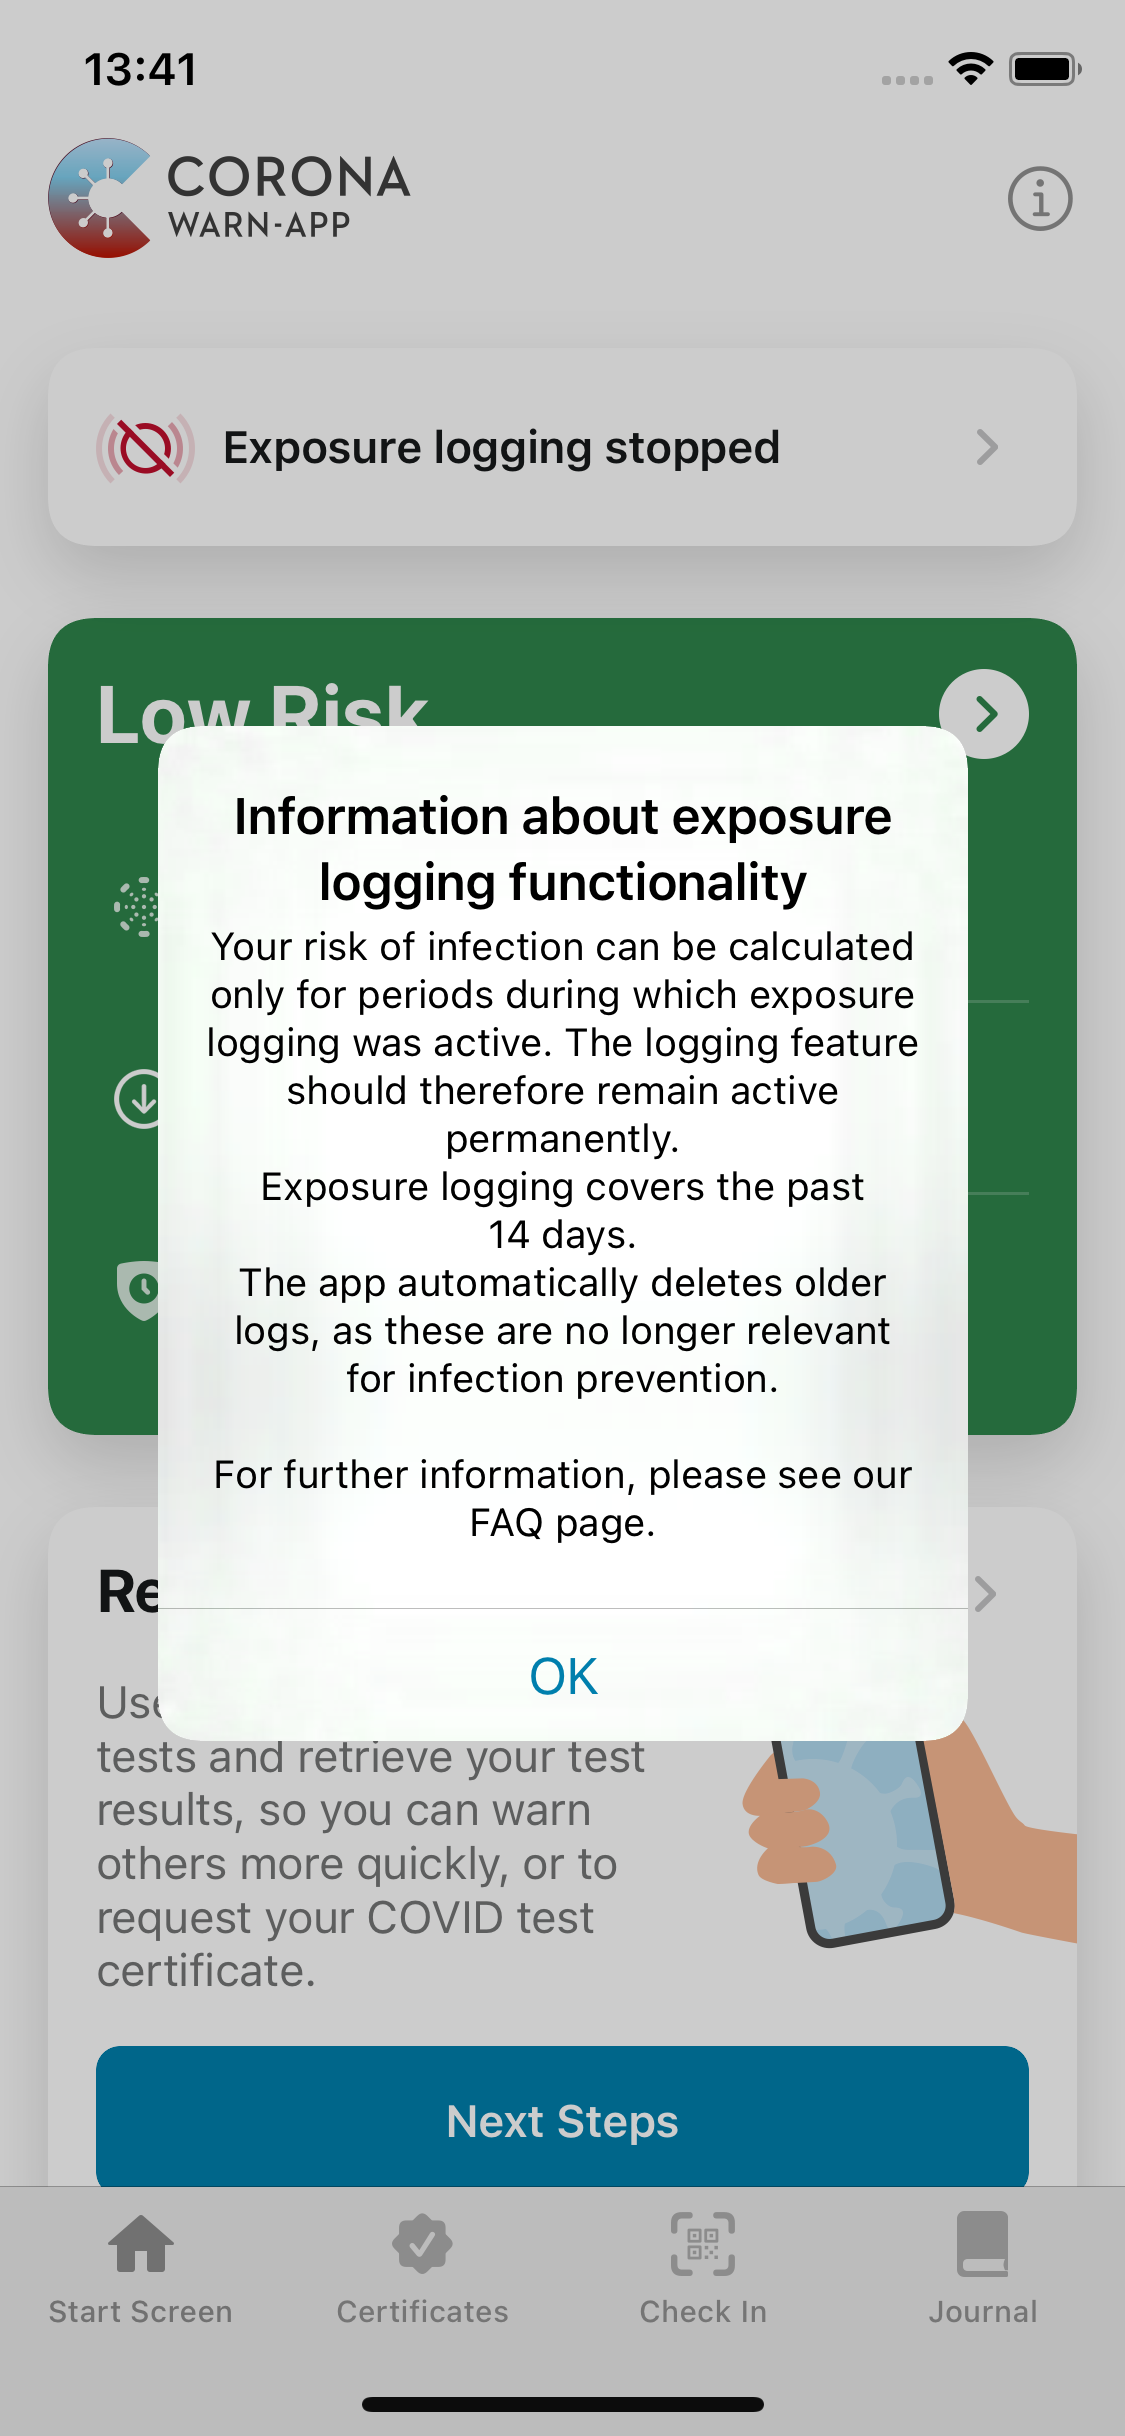 13:41
CORONA
WARN-APP
Exposure logging stopped
Low Risk
Information about exposure
logging functionality
Your risk of infection can be calculated
only for periods during which exposure
logging was active. The logging feature
should therefore remain active
permanently.
Exposure logging covers the past
14 days.
The app automatically deletes older
logs, as these are no longer relevant
for infection prevention.
For further information, please see our
FAQ page.
OK
tests and retrieve your test
results, so you can warn
others more quickly, or to
request your COVID test
certificate.
Next Steps
Start Screen
Certificates
Check In
Journal